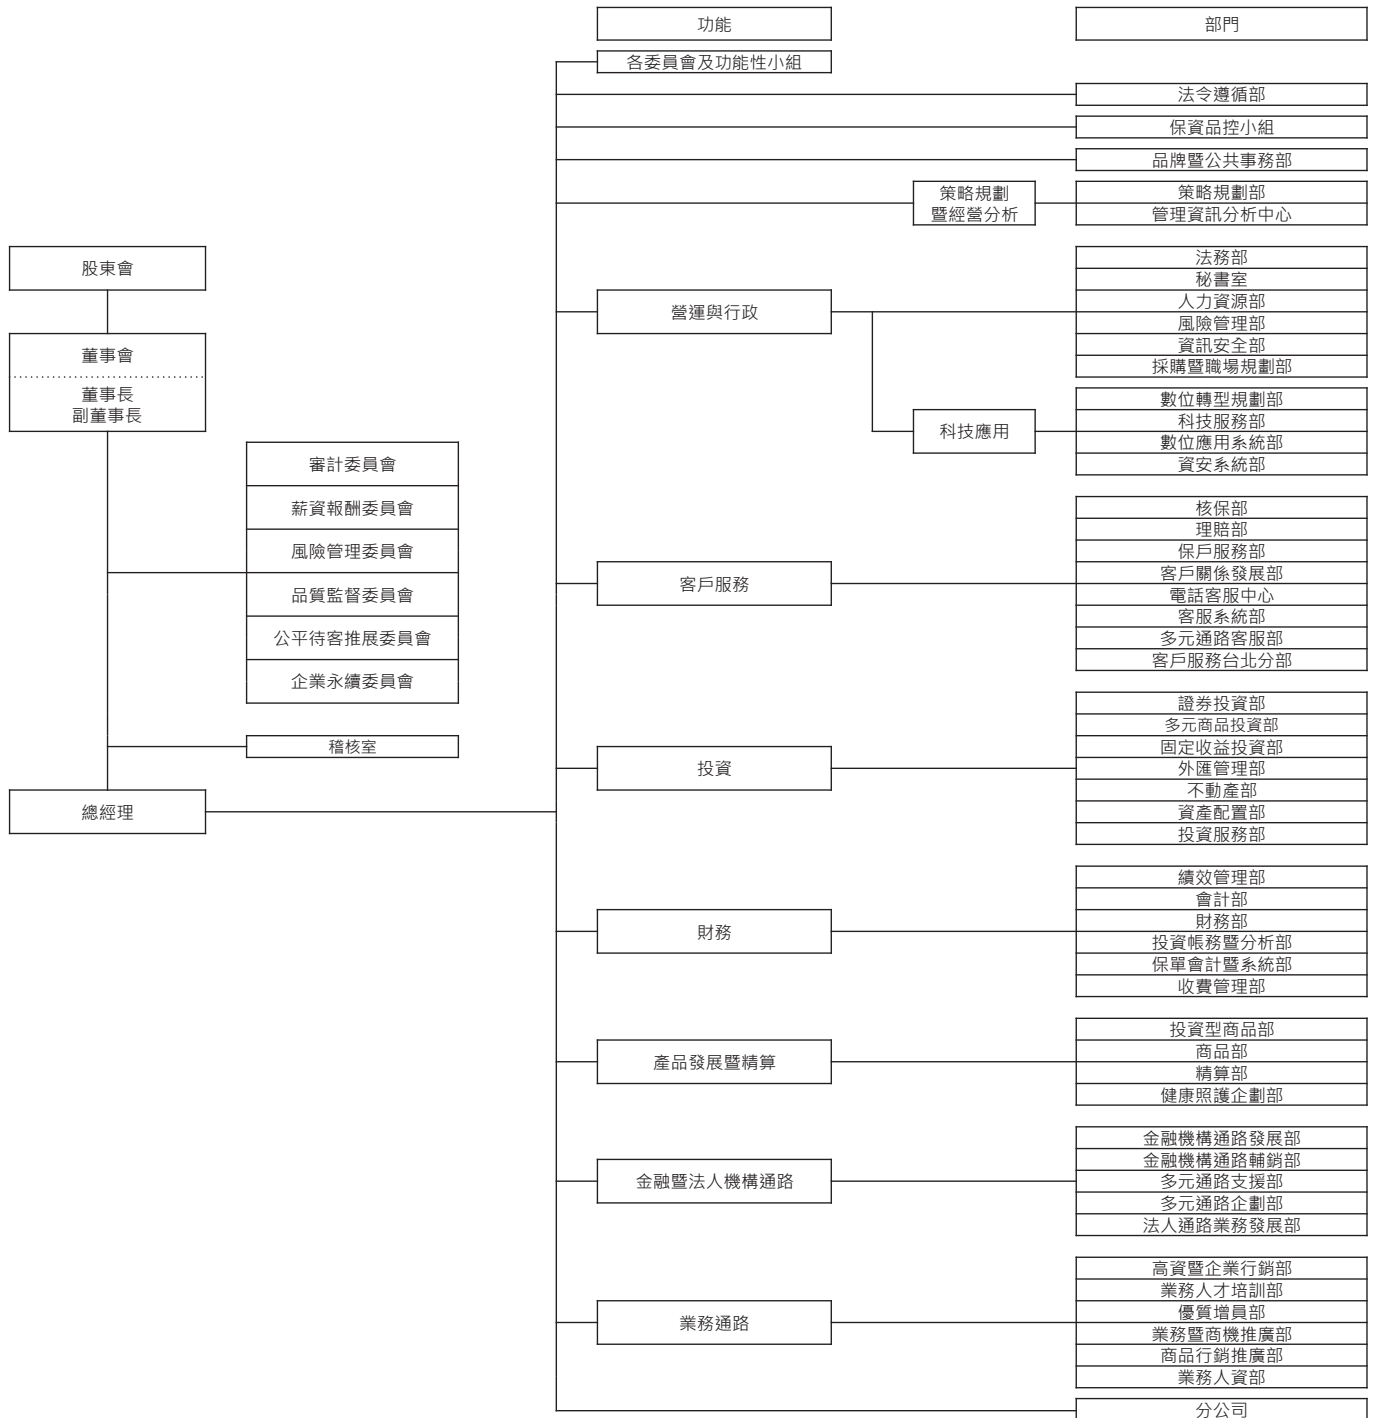 功能
部門
各委員會及功能性小組
法令遵循部
保資品控小組
品牌暨公共事務部
策略規劃
暨經營分析
策略規劃部
管理資訊分析中心
股東會
董事會
董事長
副董事長
審計委員會
薪資報酬委員會
風險管理委員會
品質監督委員會
公平待客推展委員會
企業永續委員會
稽核室
總經理
營運與行政
法務部
秘書室
人力資源部
風險管理部
資訊安全部
採購暨職場規劃部
科技應用
數位轉型規劃部
科技服務部
數位應用系統部
資安系統部
客戶服務
核保部
理賠部
保戶服務部
客戶關係發展部
電話客服中心
客服系統部
多元通路客服部
客戶服務台北分部
投資
證券投資部
多元商品投資部
固定收益投資部
外匯管理部
不動產部
資產配置部
投資服務部
財務
績效管理部
會計部
財務部
投資帳務暨分析部
保單會計暨系統部
收費管理部
產品發展暨精算
投資型商品部
商品部
精算部
健康照護企劃部
金融暨法人機構通路
金融機構通路發展部
金融機構通路輔銷部
多元通路支援部
多元通路企劃部
法人通路業務發展部
業務通路
高資暨企業行銷部
業務人才培訓部
優質增員部
業務暨商機推廣部
商品行銷推廣部
業務人資部
分公司